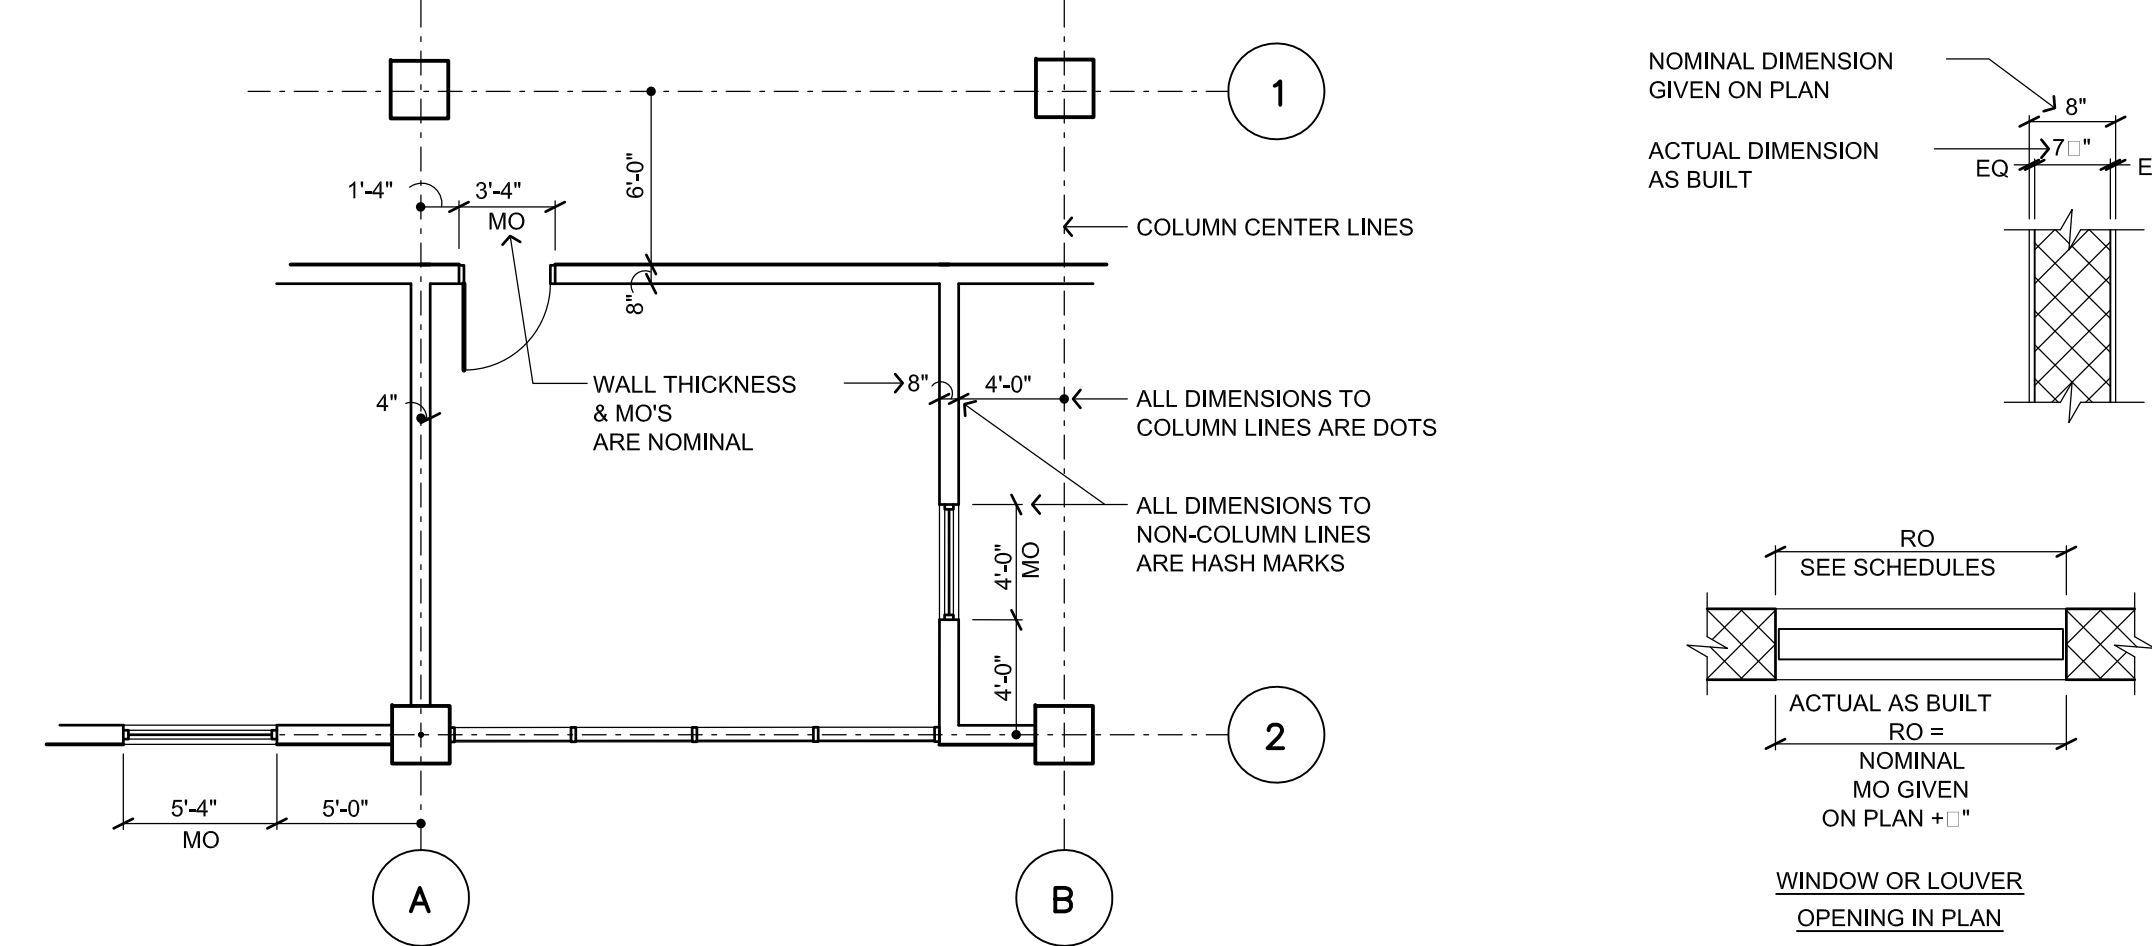 1
1'-4"
3'-4"
MO
6'-0"
8"
COLUMN CENTER LINES
WALL THICKNESS
& MO'S
ARE NOMINAL
4"
8"
4'-0"
ALL DIMENSIONS TO
COLUMN LINES ARE DOTS
ALL DIMENSIONS TO
NON-COLUMN LINES
ARE HASH MARKS
4'-0"
MO
4'-0"
2
5'-4"
MO
5'-0"
A
B
NOMINAL DIMENSION
GIVEN ON PLAN
8"
ACTUAL DIMENSION
AS BUILT
7□"
EQ
E
RO
SEE SCHEDULES
ACTUAL AS BUILT
RO =
NOMINAL
MO GIVEN
ON PLAN +□"
WINDOW OR LOUVER
OPENING IN PLAN